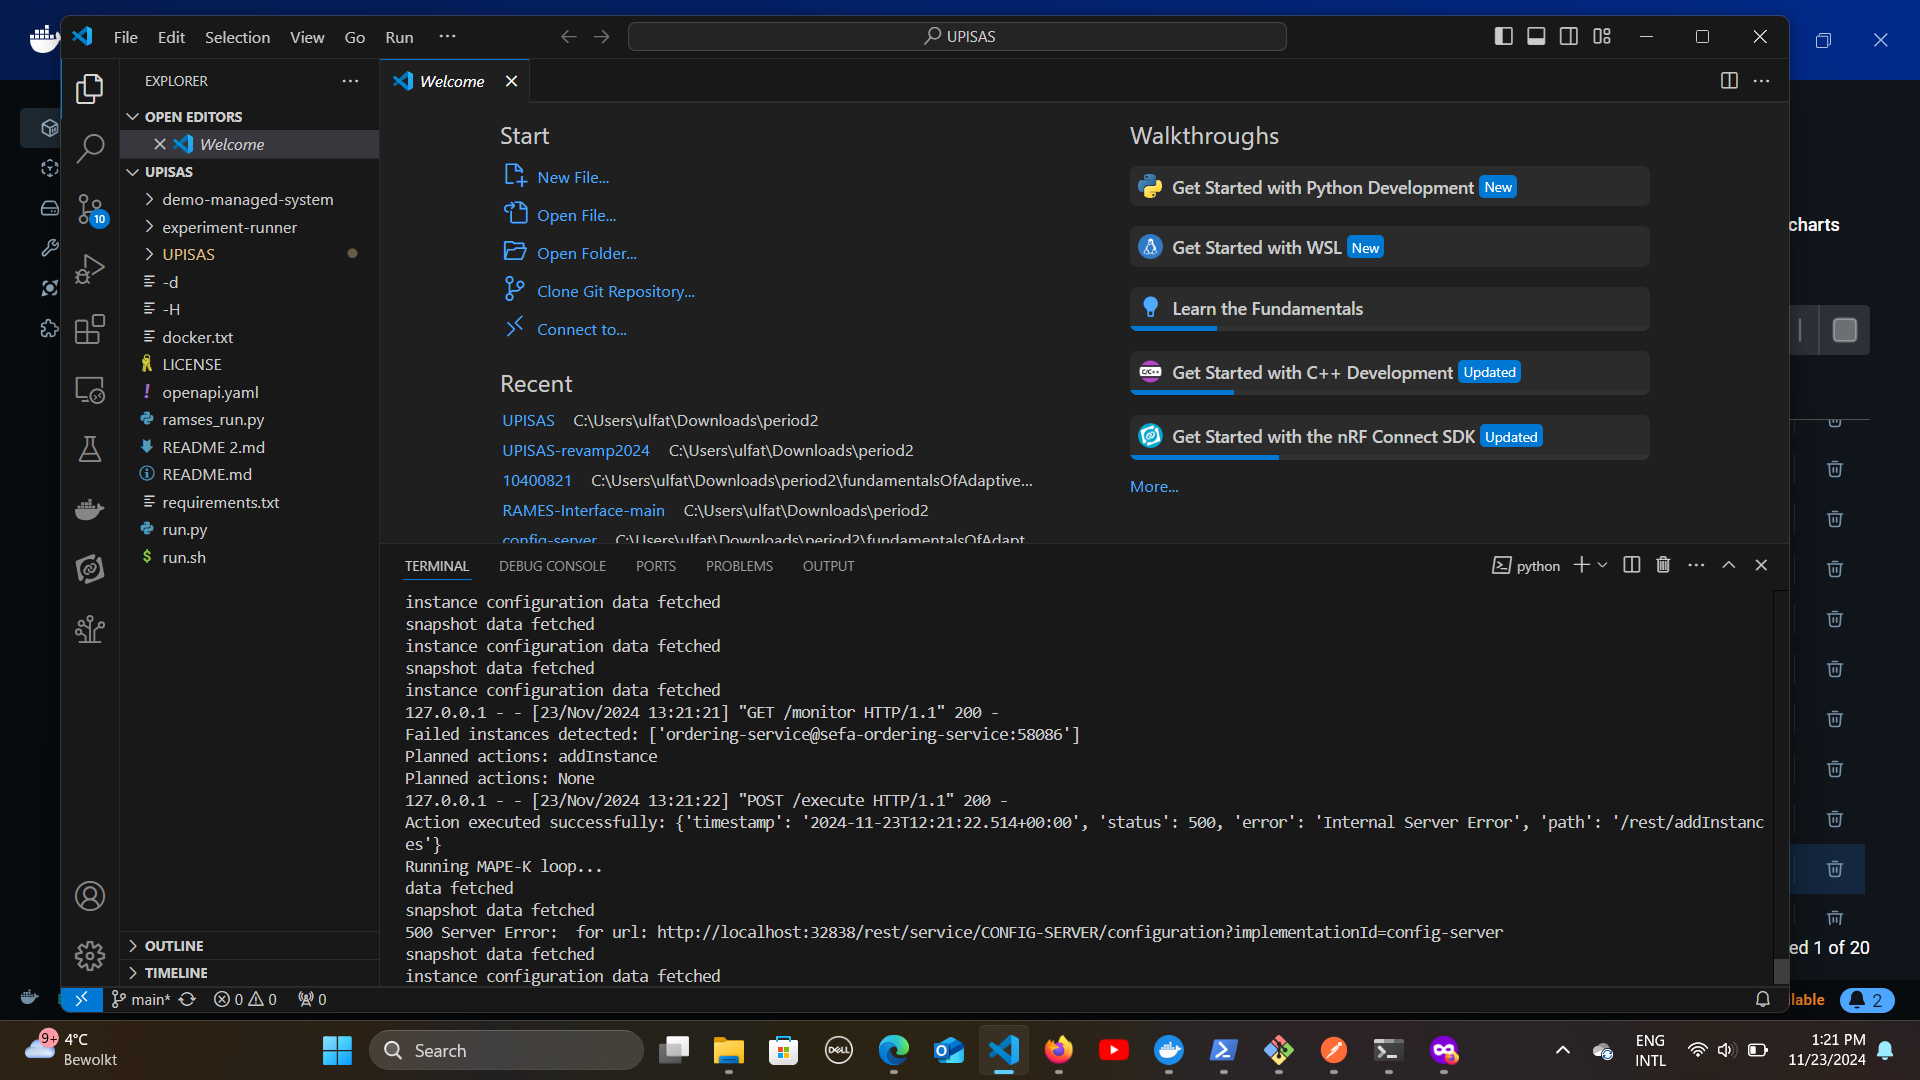 File Edit Selection View Go Run ···
UPISAS
EXPLORER
Welcome
OPEN EDITORS
Welcome
UPISAS
demo-managed-system
experiment-runner
10
UPISAS
-d
-H
docker.txt
LICENSE
openapi.yaml
ramses_run.py
README 2.md
README.md
requirements.txt
run.py
run.sh
OUTLINE
TIMELINE
Start
New File...
Open File...
Open Folder...
Clone Git Repository...
Connect to...
Recent
UPISAS C:\Users\ulfat\Downloads\period2
UPISAS-revamp2024 C:\Users\ulfat\Downloads\period2
10400821 C:\Users\ulfat\Downloads\period2\fundamentalsOfAdaptive...
RAMES-Interface-main C:\Users\ulfat\Downloads\period2
config-server C:\Users\ulfat\Downloads\period2\fundamentalsOfAdapt
Walkthroughs
Get Started with Python Development New
Get Started with WSL New
Learn the Fundamentals
Get Started with C++ Development Updated
Get Started with the nRF Connect SDK Updated
More...
charts
TERMINAL DEBUG CONSOLE PORTS PROBLEMS OUTPUT
python
instance configuration data fetched
snapshot data fetched
instance configuration data fetched
snapshot data fetched
instance configuration data fetched
127.0.0.1 - - [23/Nov/2024 13:21:21] "GET /monitor HTTP/1.1" 200 -
Failed instances detected: ['ordering-service@sefa-ordering-service:58086']
Planned actions: addInstance
Planned actions: None
127.0.0.1 - - [23/Nov/2024 13:21:22] "POST /execute HTTP/1.1" 200 -
Action executed successfully: {'timestamp': '2024-11-23T12:21:22.514+00:00', 'status': 500, 'error': 'Internal Server Error', 'path': '/rest/addInstanc
es'}
Running MAPE-K loop...
data fetched
snapshot data fetched
500 Server Error:  for url: http://localhost:32838/rest/service/CONFIG-SERVER/configuration?implementationId=config-server
snapshot data fetched
instance configuration data fetched
ed 1 of 20
main* 0 0 0
lable 2
9+
4°C
Bewolkt
Search
DELL
ENG
INTL
1:21 PM
11/23/2024